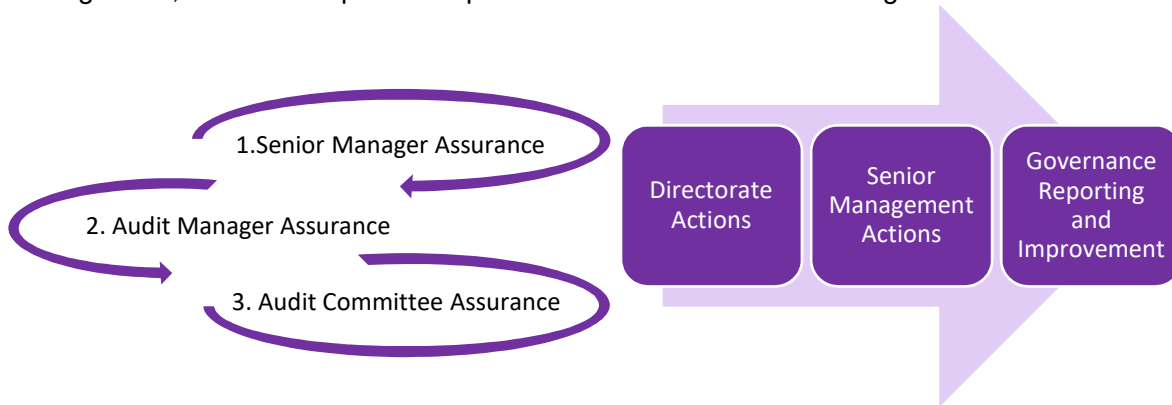 1.Senior Manager Assurance
2. Audit Manager Assurance
3. Audit Committee Assurance
Directorate
Actions
Senior
Management
Actions
Governance
Reporting
and
Improvement